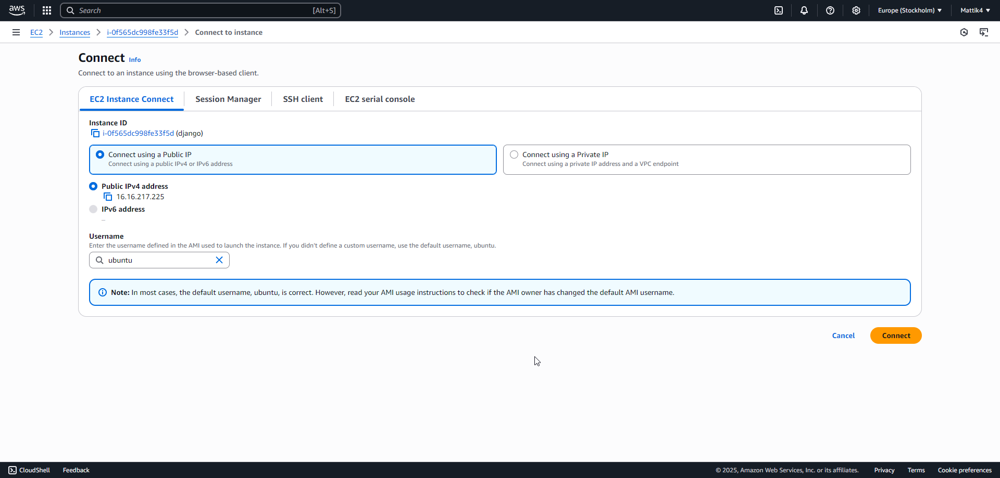 aws
Search [Alt+S]
Europe (Stockholm)
Mattik4
EC2
Instances
i-0f565dc998fe33f5d
Connect to instance
Connect Info
Connect to an instance using the browser-based client.
EC2 Instance Connect
Session Manager
SSH client
EC2 serial console
Instance ID
i-0f565dc998fe33f5d (django)
Connect using a Public IP
Connect using a public IPv4 or IPv6 address
Connect using a Private IP
Connect using a private IP address and a VPC endpoint
Public IPv4 address
16.16.217.225
IPv6 address
–
Username
Enter the username defined in the AMI used to launch the instance. If you didn't define a custom username, use the default username, ubuntu.
ubuntu
Note: In most cases, the default username, ubuntu, is correct. However, read your AMI usage instructions to check if the AMI owner has changed the default AMI username.
Cancel
Connect
CloudShell
Feedback
© 2025, Amazon Web Services, Inc. or its affiliates.
Privacy
Terms
Cookie preferences